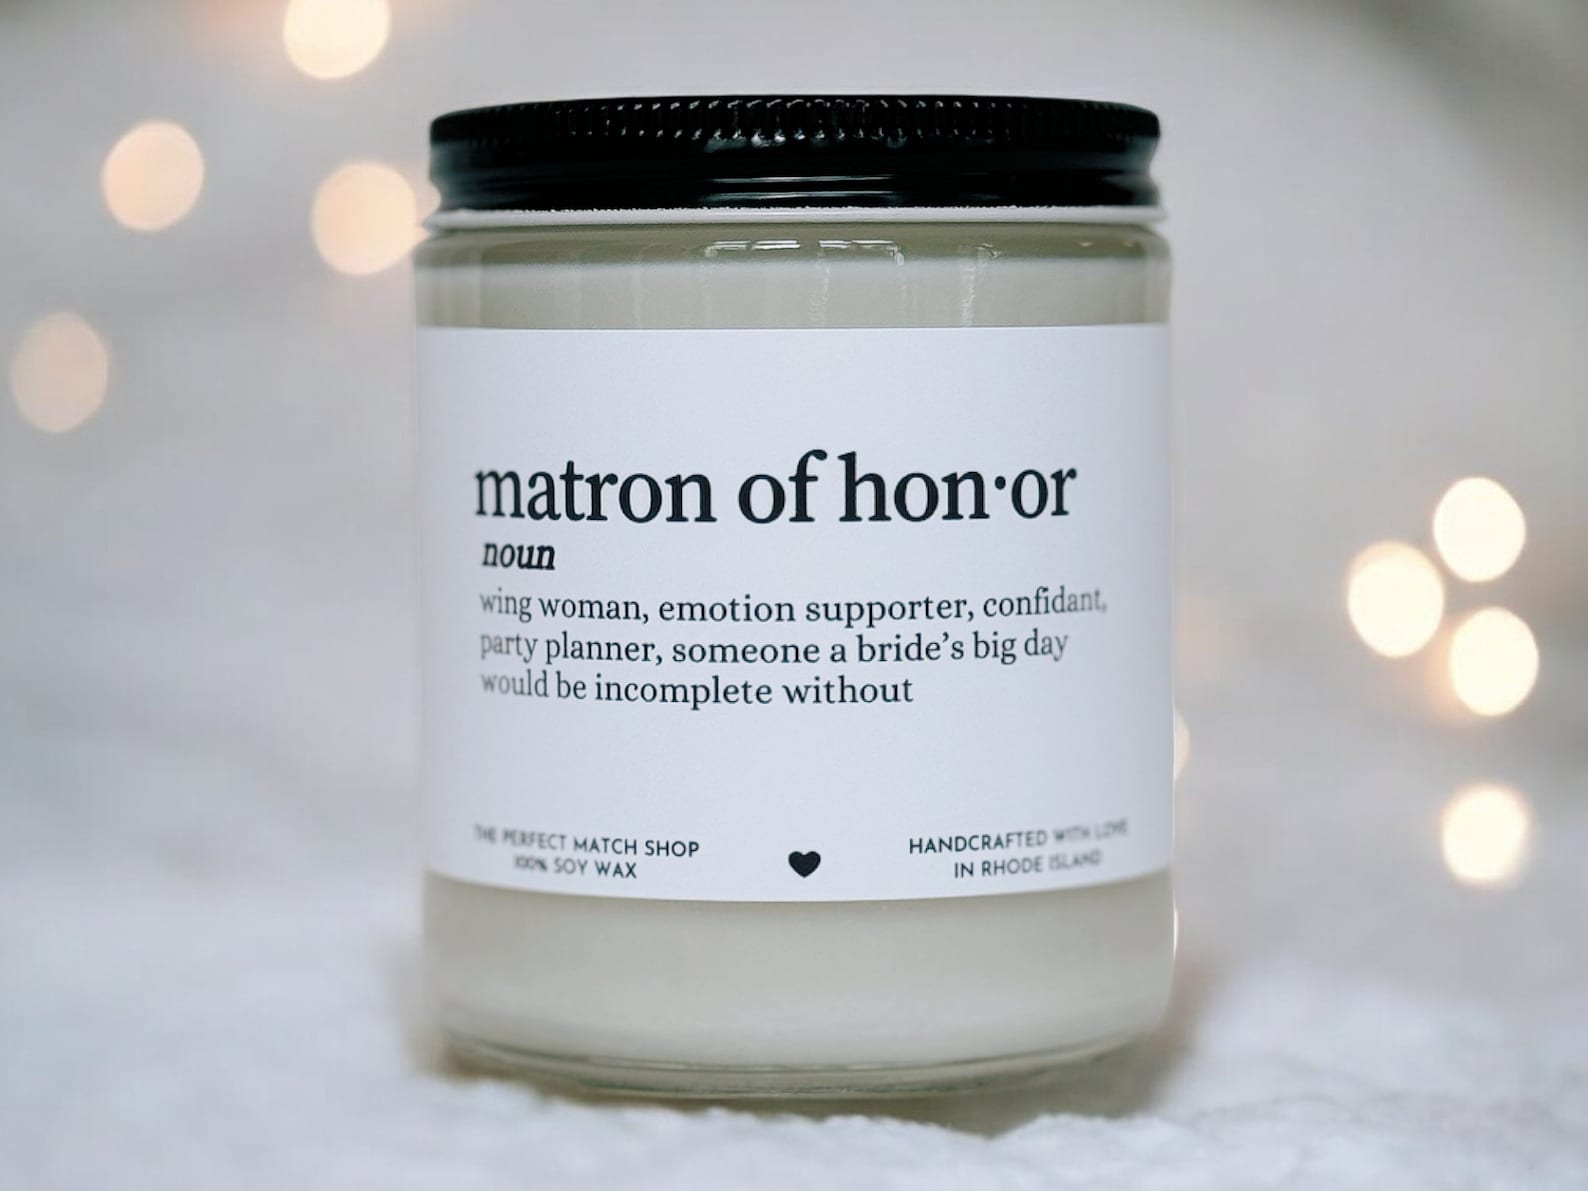 matron of hon·or
noun
wing woman, emotion supporter, confidant,
party planner, someone a bride’s big day
would be incomplete without
THE PERFECT MATCH SHOP
100% SOY WAX
HANDCRAFTED WITH LOVE
IN RHODE ISLAND